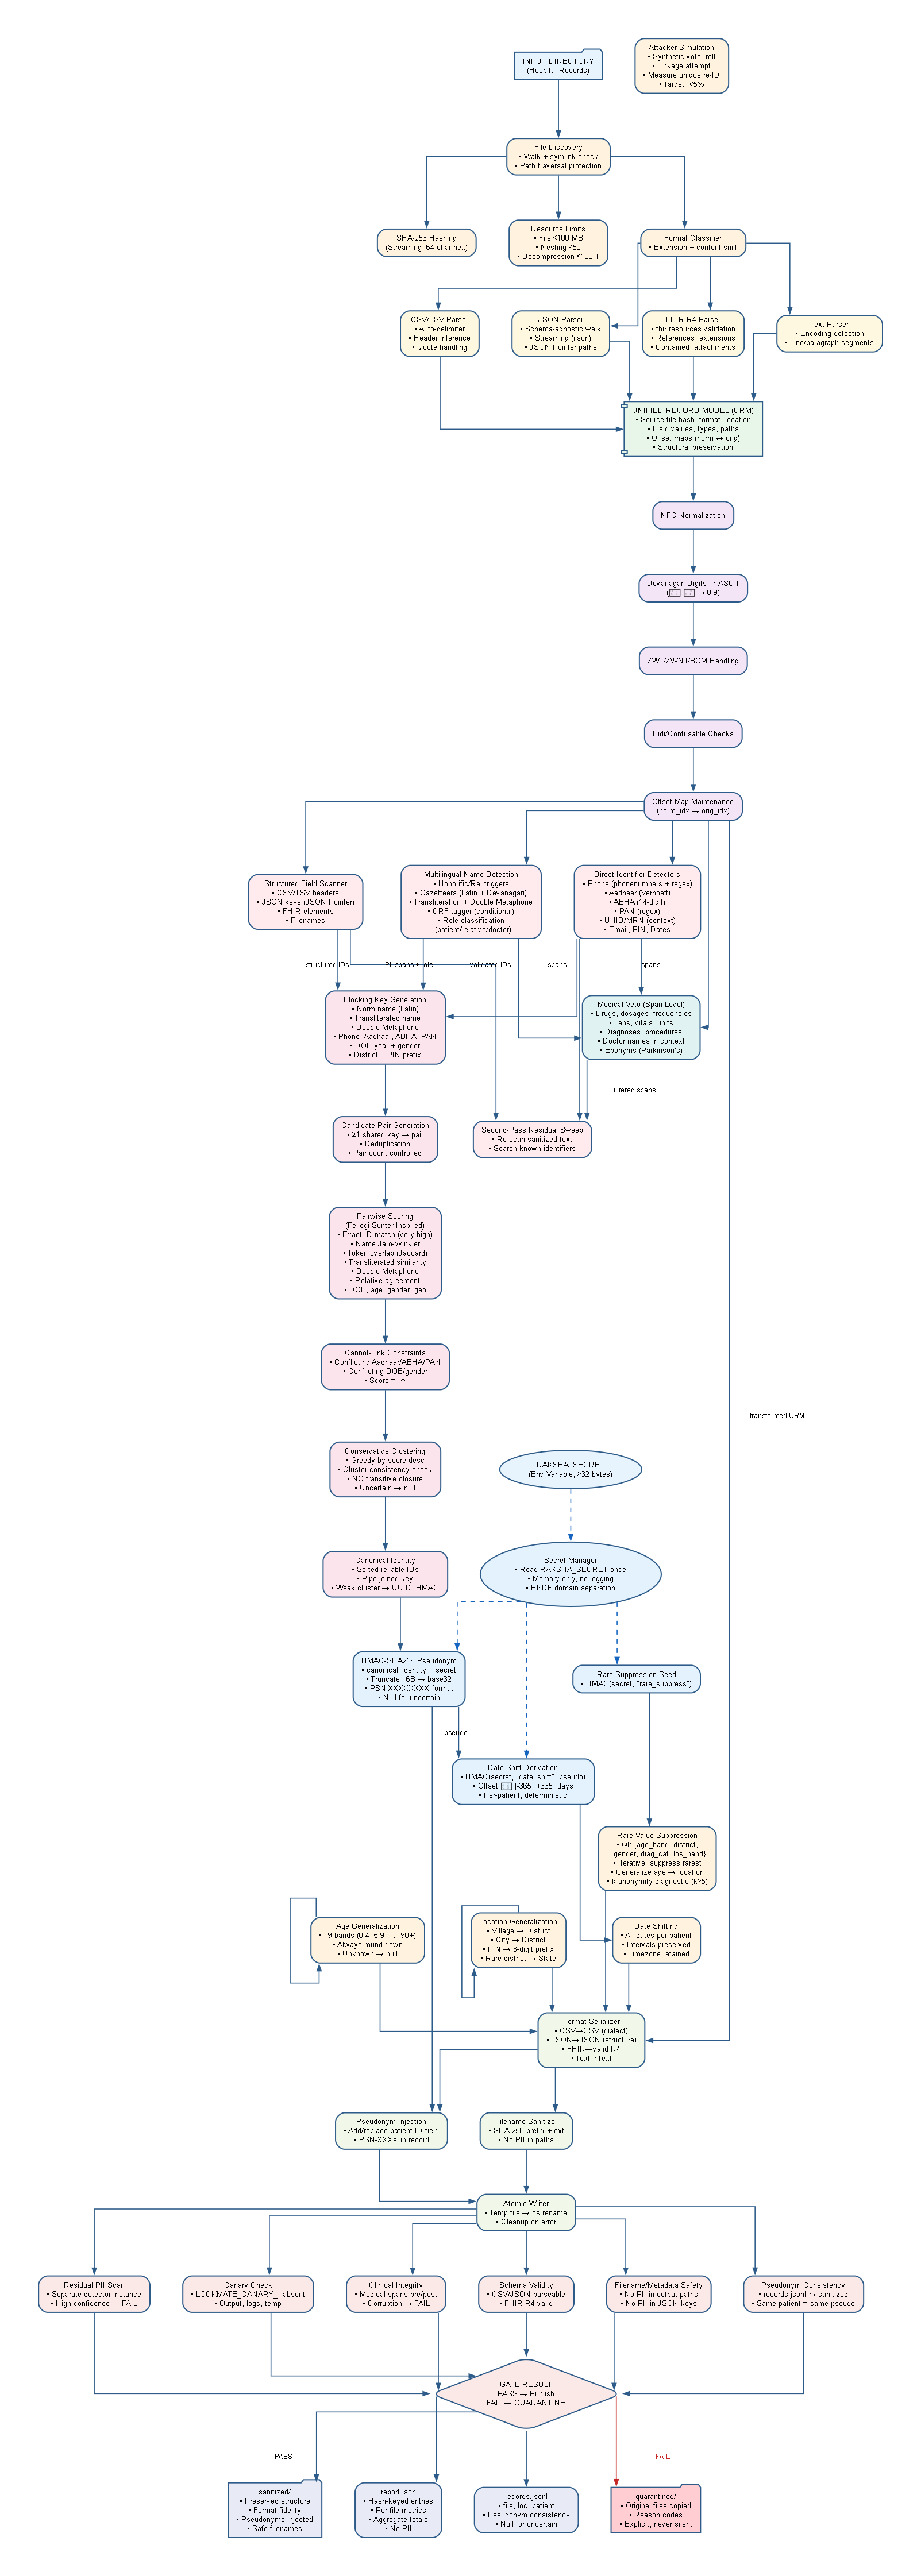 INPUT DIRECTORY
(Hospital Records)
Attacker Simulation
• Synthetic voter roll
• Linkage attempt
• Measure unique re-ID
• Target: <5%
File Discovery
• Walk + symlink check
• Path traversal protection
SHA-256 Hashing
(Streaming, 64-char hex)
Resource Limits
• File ≤100 MB
• Nesting ≤50
• Decompression ≤100:1
Format Classifier
• Extension + content sniff
CSV/TSV Parser
• Auto-delimiter
• Header inference
• Quote handling
JSON Parser
• Schema-agnostic walk
• Streaming (ijson)
• JSON Pointer paths
FHIR R4 Parser
• fhir.resources validation
• References, extensions
• Contained, attachments
Text Parser
• Encoding detection
• Line/paragraph segments
UNIFIED RECORD MODEL (URM)
• Source file hash, format, location
• Field values, types, paths
• Offset maps (norm ↔ orig)
• Structural preservation
NFC Normalization
Devanagari Digits → ASCII
(□-□ → 0-9)
ZWJ/ZWNJ/BOM Handling
Bidi/Confusable Checks
Offset Map Maintenance
(norm_idx ↔ orig_idx)
Structured Field Scanner
• CSV/TSV headers
• JSON keys (JSON Pointer)
• FHIR elements
• Filenames
Multilingual Name Detection
• Honorific/Rel triggers
• Gazetteers (Latin + Devanagari)
• Transliteration + Double Metaphone
• CRF tagger (conditional)
• Role classification
(patient/relative/doctor)
Direct Identifier Detectors
• Phone (phonenumbers + regex)
• Aadhaar (Verhoeff)
• ABHA (14-digit)
• PAN (regex)
• UHID/MRN (context)
• Email, PIN, Dates
structured IDs
PII spans + role
validated IDs
spans
spans
Blocking Key Generation
• Norm name (Latin)
• Transliterated name
• Double Metaphone
• Phone, Aadhaar, ABHA, PAN
• DOB year + gender
• District + PIN prefix
Medical Veto (Span-Level)
• Drugs, dosages, frequencies
• Labs, vitals, units
• Diagnoses, procedures
• Doctor names in context
• Eponyms (Parkinson's)
filtered spans
Candidate Pair Generation
• ≥1 shared key → pair
• Deduplication
• Pair count controlled
Second-Pass Residual Sweep
• Re-scan sanitized text
• Search known identifiers
Pairwise Scoring
(Fellegi-Sunter Inspired)
• Exact ID match (very high)
• Name Jaro-Winkler
• Token overlap (Jaccard)
• Transliterated similarity
• Double Metaphone
• Relative agreement
• DOB, age, gender, geo
Cannot-Link Constraints
• Conflicting Aadhaar/ABHA/PAN
• Conflicting DOB/gender
• Score = -∞
transformed URM
Conservative Clustering
• Greedy by score desc
• Cluster consistency check
• NO transitive closure
• Uncertain → null
RAKSHA_SECRET
(Env Variable, ≥32 bytes)
Canonical Identity
• Sorted reliable IDs
• Pipe-joined key
• Weak cluster → UUID+HMAC
Secret Manager
• Read RAKSHA_SECRET once
• Memory only, no logging
• HKDF domain separation
HMAC-SHA256 Pseudonym
• canonical_identity + secret
• Truncate 16B → base32
• PSN-XXXXXXXX format
• Null for uncertain
Rare Suppression Seed
• HMAC(secret, "rare_suppress")
pseudo
Date-Shift Derivation
• HMAC(secret, "date_shift", pseudo)
• Offset □ [-365, +365] days
• Per-patient, deterministic
Rare-Value Suppression
• QI: {age_band, district,
gender, diag_cat, los_band}
• Iterative: suppress rarest
• Generalize age → location
• k-anonymity diagnostic (k≥5)
Age Generalization
• 19 bands (0-4, 5-9, ..., 90+)
• Always round down
• Unknown → null
Location Generalization
• Village → District
• City → District
• PIN → 3-digit prefix
• Rare district → State
Date Shifting
• All dates per patient
• Intervals preserved
• Timezone retained
Format Serializer
• CSV→CSV (dialect)
• JSON→JSON (structure)
• FHIR→valid R4
• Text→Text
Pseudonym Injection
• Add/replace patient ID field
• PSN-XXXX in record
Filename Sanitizer
• SHA-256 prefix + ext
• No PII in paths
Atomic Writer
• Temp file → os.rename
• Cleanup on error
Residual PII Scan
• Separate detector instance
• High-confidence → FAIL
Canary Check
• LOCKMATE_CANARY_* absent
• Output, logs, temp
Clinical Integrity
• Medical spans pre/post
• Corruption → FAIL
Schema Validity
• CSV/JSON parseable
• FHIR R4 valid
Filename/Metadata Safety
• No PII in output paths
• No PII in JSON keys
Pseudonym Consistency
• records.jsonl ↔ sanitized
• Same patient = same pseudo
GATE RESULT
PASS → Publish
FAIL → QUARANTINE
PASS
FAIL
sanitized/
• Preserved structure
• Format fidelity
• Pseudonyms injected
• Safe filenames
report.json
• Hash-keyed entries
• Per-file metrics
• Aggregate totals
• No PII
records.jsonl
• file, loc, patient
• Pseudonym consistency
• Null for uncertain
quarantined/
• Original files copied
• Reason codes
• Explicit, never silent